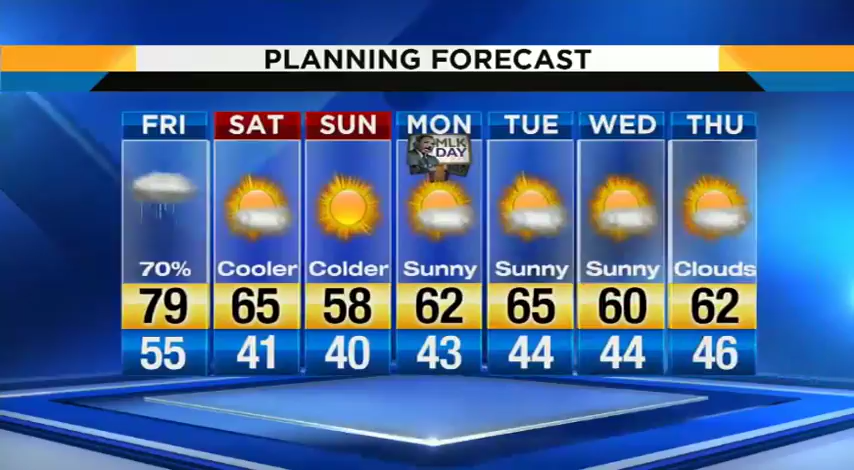 PLANNING FORECAST
FRI SAT SUN MON TUE WED THU
MLK
DAY
70% Cooler Colder Sunny Sunny Sunny Clouds
79 65 58 62 65 60 62
55 41 40 43 44 44 46